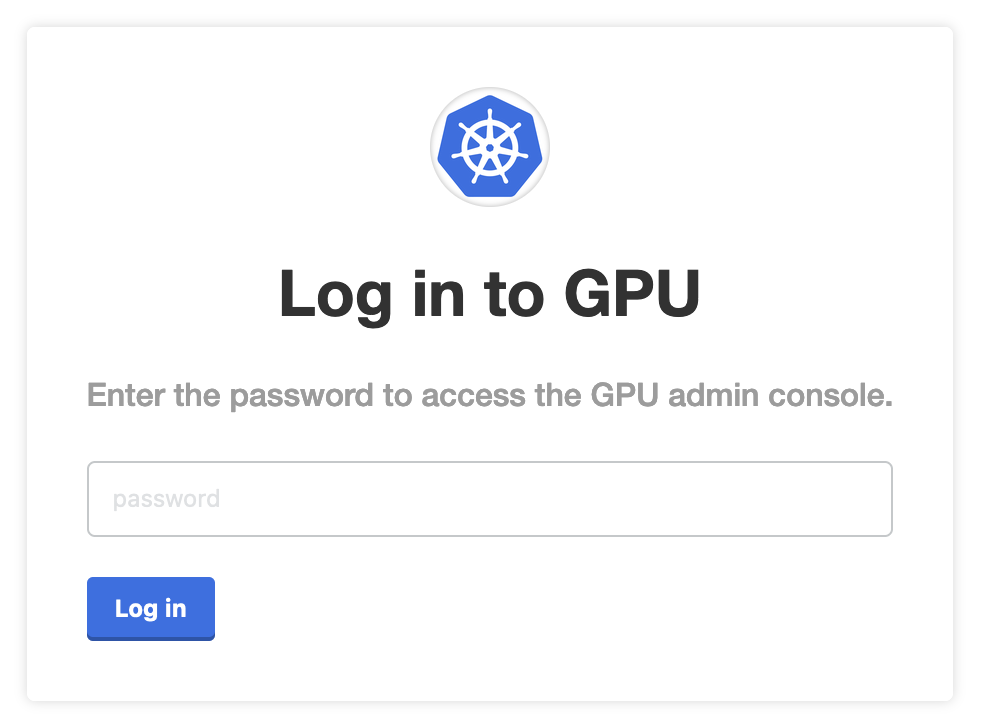 Log in to GPU
Enter the password to access the GPU admin console.
password
Log in